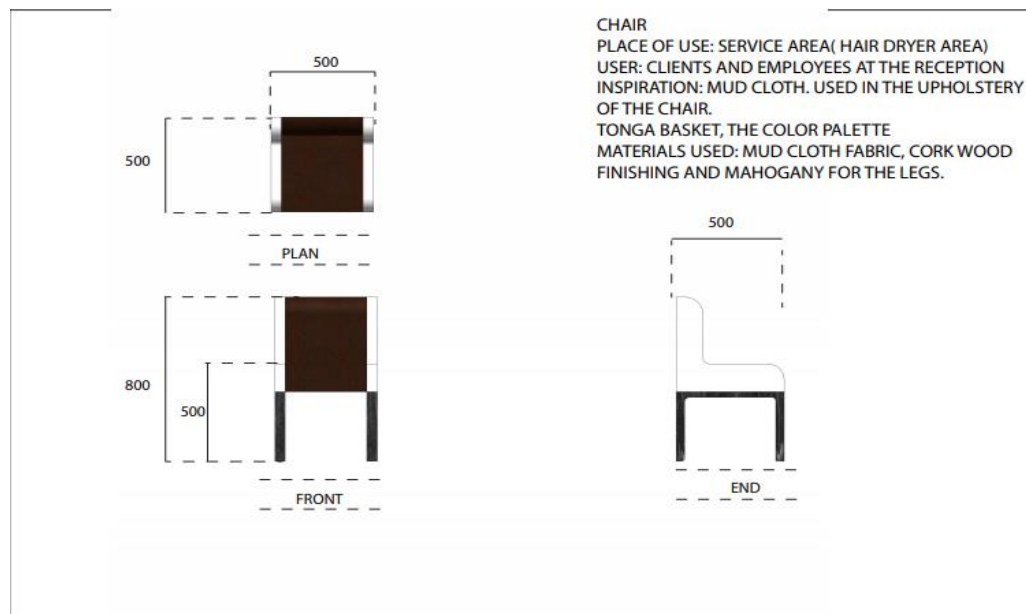 CHAIR
PLACE OF USE: SERVICE AREA( HAIR DRYER AREA)
USER: CLIENTS AND EMPLOYEES AT THE RECEPTION
INSPIRATION: MUD CLOTH. USED IN THE UPHOLSTERY
OF THE CHAIR.
TONGA BASKET, THE COLOR PALETTE
MATERIALS USED: MUD CLOTH FABRIC, CORK WOOD
FINISHING AND MAHOGANY FOR THE LEGS.
500
500
PLAN
800
500
FRONT
500
END